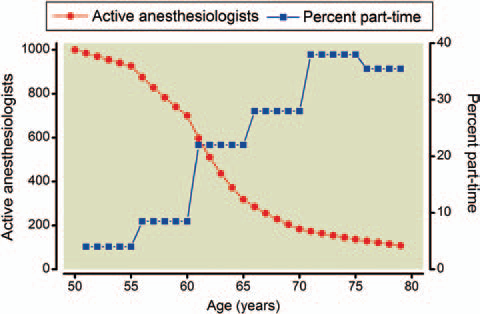 Active anesthesiologists Percent part-time
1000
800
600
400
200
0
Active anesthesiologists
40
30
20
10
0
Percent part-time
50 55 60 65 70 75 80
Age (years)